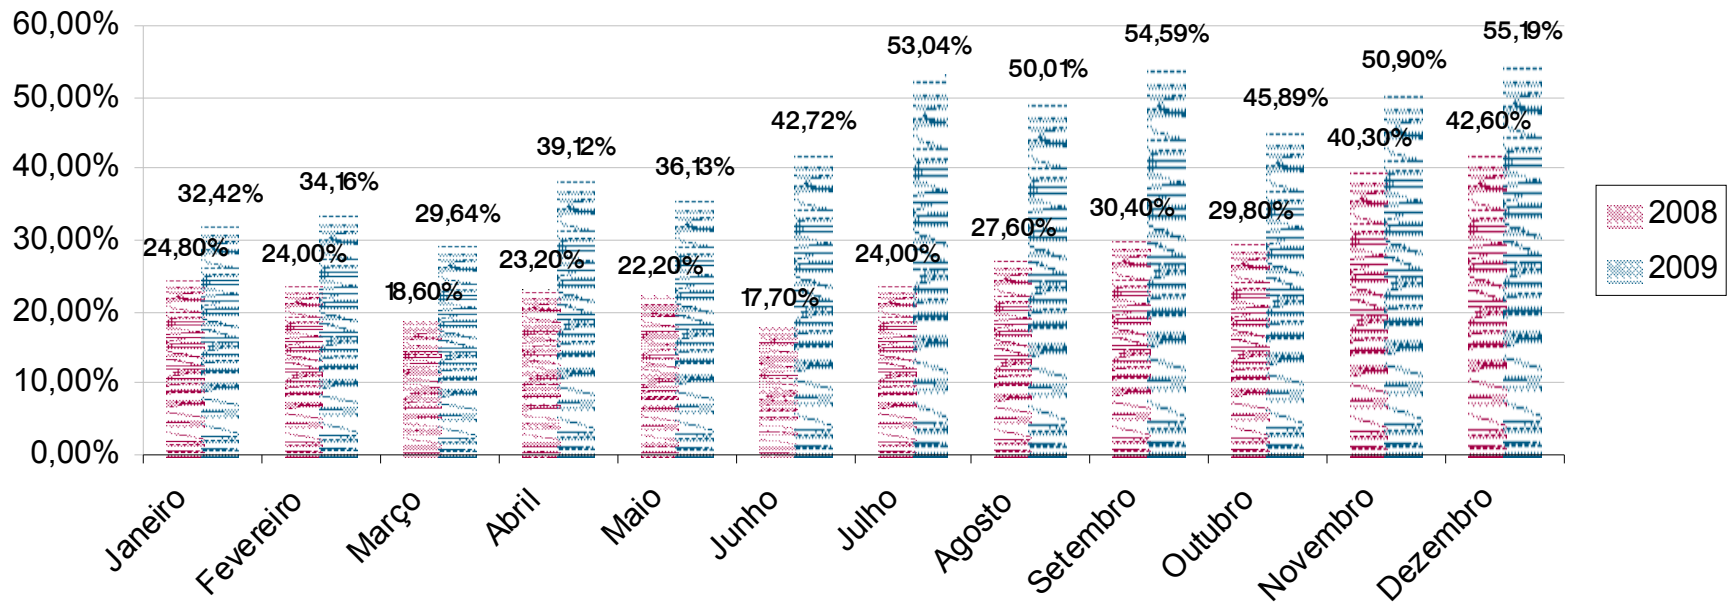 60,00%
50,00%
40,00%
30,00%
20,00%
10,00%
0,00%
24,80%
32,42%
24,00%
34,16%
18,60%
29,64%
23,20%
39,12%
22,20%
36,13%
17,70%
42,72%
24,00%
53,04%
27,60%
50,01%
30,40%
54,59%
29,80%
45,89%
40,30%
50,90%
42,60%
55,19%
Janeiro
Fevereiro
Março
Abril
Maio
Junho
Julho
Agosto
Setembro
Outubro
Novembro
Dezembro
2008
2009